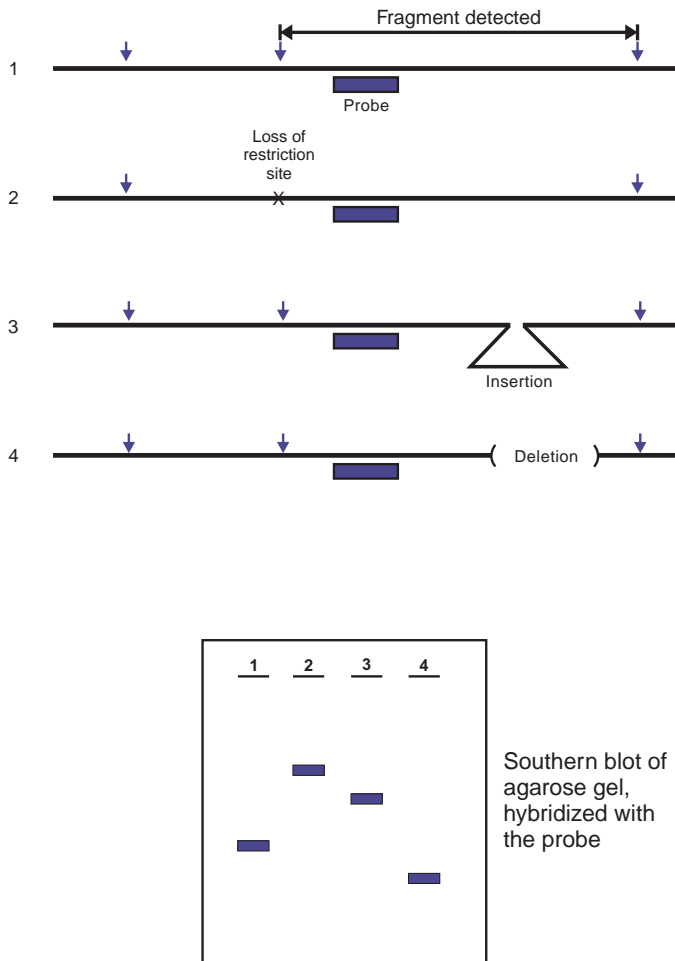 Fragment detected
1
Probe
Loss of
restriction
site
2
X
3
Insertion
4
( Deletion )
1 2 3 4
Southern blot of
agarose gel,
hybridized with
the probe